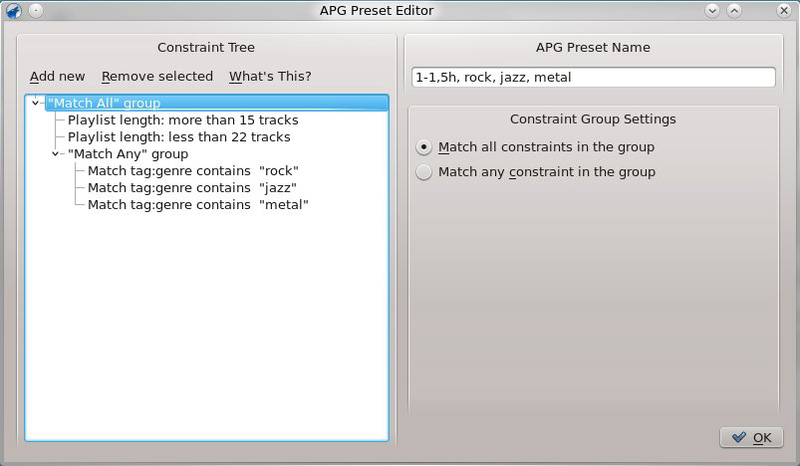 APG Preset Editor
Constraint Tree
Add new Remove selected What's This?
"Match All" group
Playlist length: more than 15 tracks
Playlist length: less than 22 tracks
"Match Any" group
Match tag:genre contains "rock"
Match tag:genre contains "jazz"
Match tag:genre contains "metal"
APG Preset Name
1-1,5h, rock, jazz, metal
Constraint Group Settings
Match all constraints in the group
Match any constraint in the group
OK